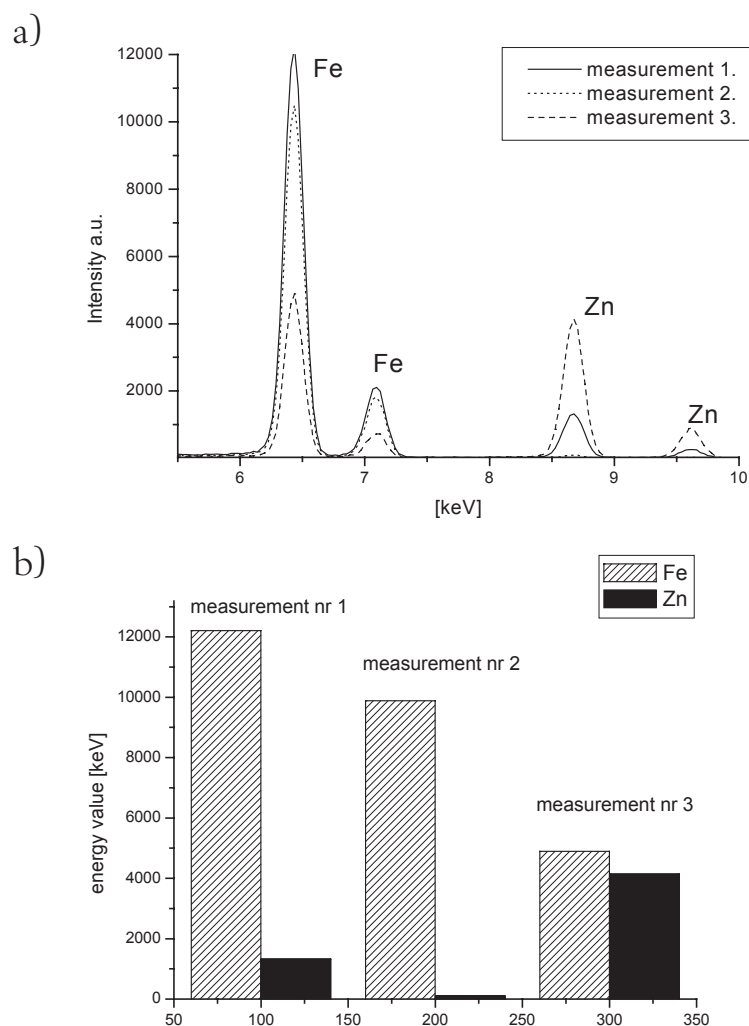 a)
12000
10000
8000
6000
4000
2000
Intensity a.u.
Fe
Fe
Zn
Zn
measurement 1.
measurement 2.
measurement 3.
6 7 8 9 10
[keV]
b)
Fe
Zn
12000
10000
8000
6000
4000
2000
0
energy value [keV]
measurement nr 1
measurement nr 2
measurement nr 3
50 100 150 200 250 300 350